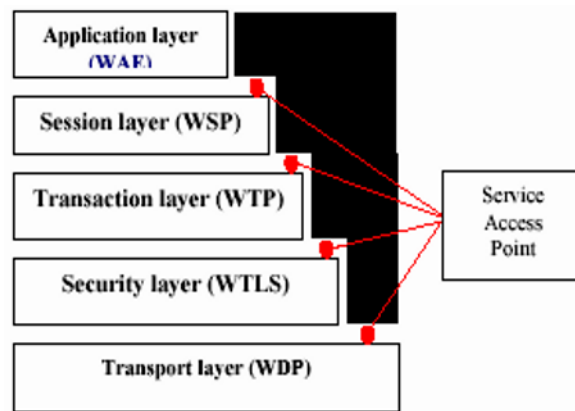 Application layer
(WAE)
Session layer (WSP)
Transaction layer (WTP)
Security layer (WTLS)
Transport layer (WDP)
Service
Access
Point